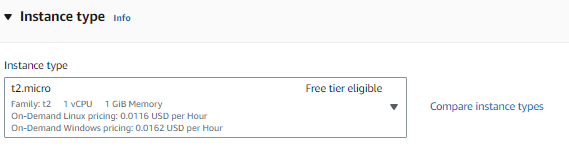 Instance type Info
Instance type
t2.micro Free tier eligible
Family: t2 1 vCPU 1 GiB Memory
On-Demand Linux pricing: 0.0116 USD per Hour
On-Demand Windows pricing: 0.0162 USD per Hour
Compare instance types